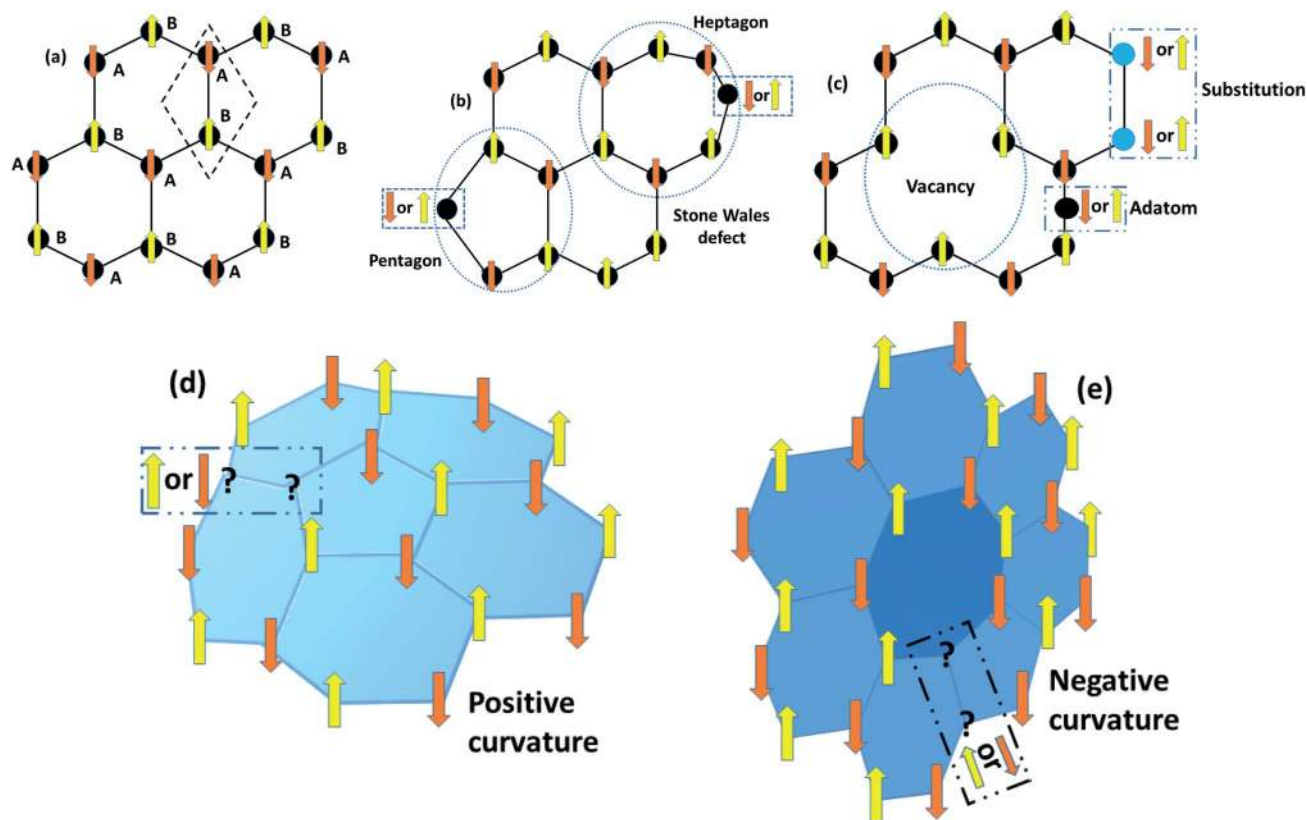 (a)
B
B
A
A
A
B
B
B
A
A
A
B
B
B
A
A
(b)
Heptagon
or
or
Pentagon
Stone Wales
defect
(c)
or
Substitution
or
Vacancy
or
Adatom
(d)
or
?
?
Positive
curvature
(e)
?
?
or
Negative
curvature